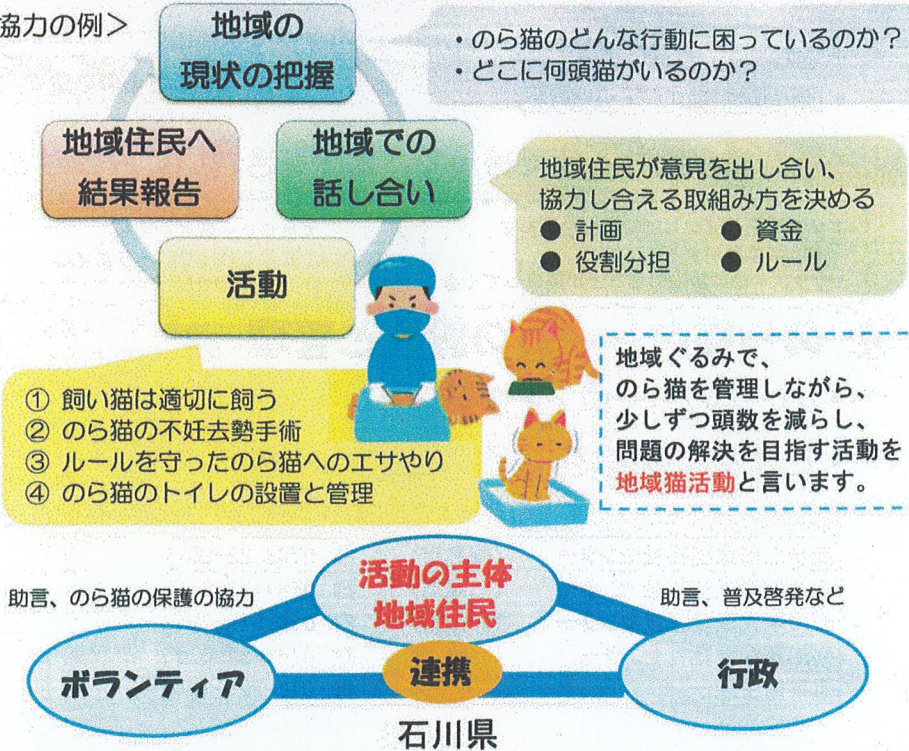 協力の例>
地域の
現状の把握
・のら猫のどんな行動に困っているのか?
・どこに何頭猫がいるのか?
地域住民へ
結果報告
地域での
話し合い
地域住民が意見を出し合い、
協力し合える取組み方を決める
● 計画 ● 資金
● 役割分担 ● ルール
活動
① 飼い猫は適切に飼う
② のら猫の不妊去勢手術
③ ルールを守ったのら猫へのエサやり
④ のら猫のトイレの設置と管理
地域ぐるみで、
のら猫を管理しながら、
少しずつ頭数を減らし、
問題の解決を目指す活動を
地域猫活動と言います。
活動の主体
地域住民
助言、のら猫の保護の協力
助言、普及啓発など
ボランティア
連携
行政
石川県